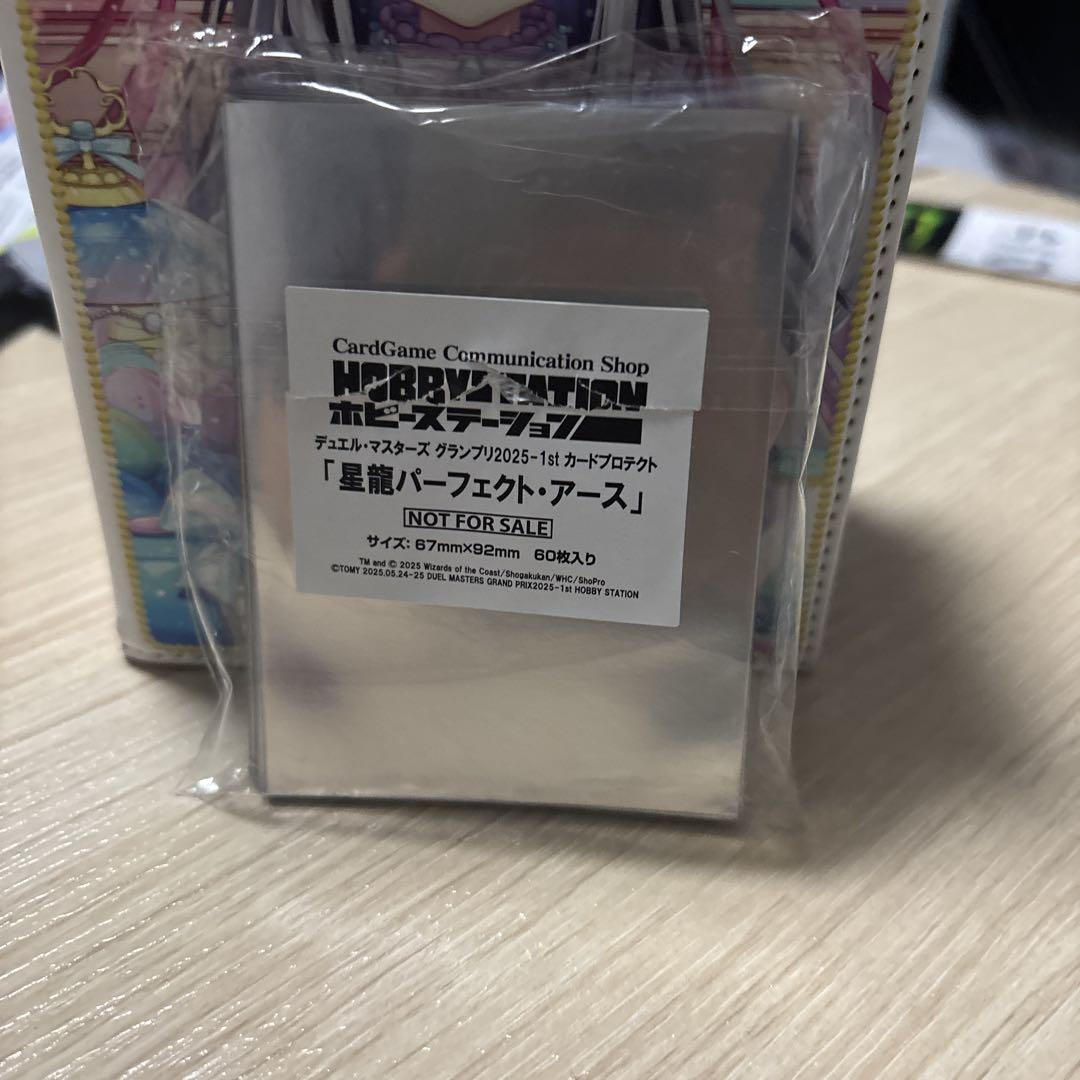 CardGame Communication Shop
HOBBYSTATION
ホビーステーション
デュエル・マスターズ グランプリ2025-1st カードプロテクト
「星龍パーフェクト・アース」
NOT FOR SALE
サイズ: 67mm×92mm 60枚入り
TM and © 2025 Wizards of the Coast/Shogakukan/WHC/ShoPro
©TOMY 2025.05.24-25 DUEL MASTERS GRAND PRIX2025-1st HOBBY STATION